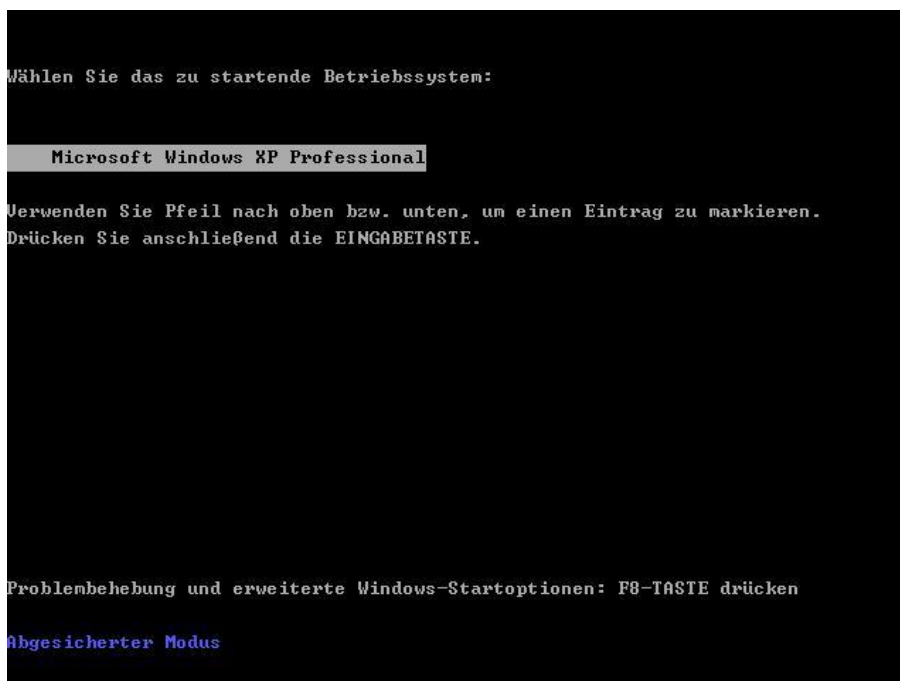 Wählen Sie das zu startende Betriebssystem:
Microsoft Windows XP Professional
Verwenden Sie Pfeil nach oben bzw. unten, um einen Eintrag zu markieren.
Drücken Sie anschließend die EINGABETASTE.
Problembehebung und erweiterte Windows-Startoptionen: F8-TASTE drücken
Abgesicherter Modus